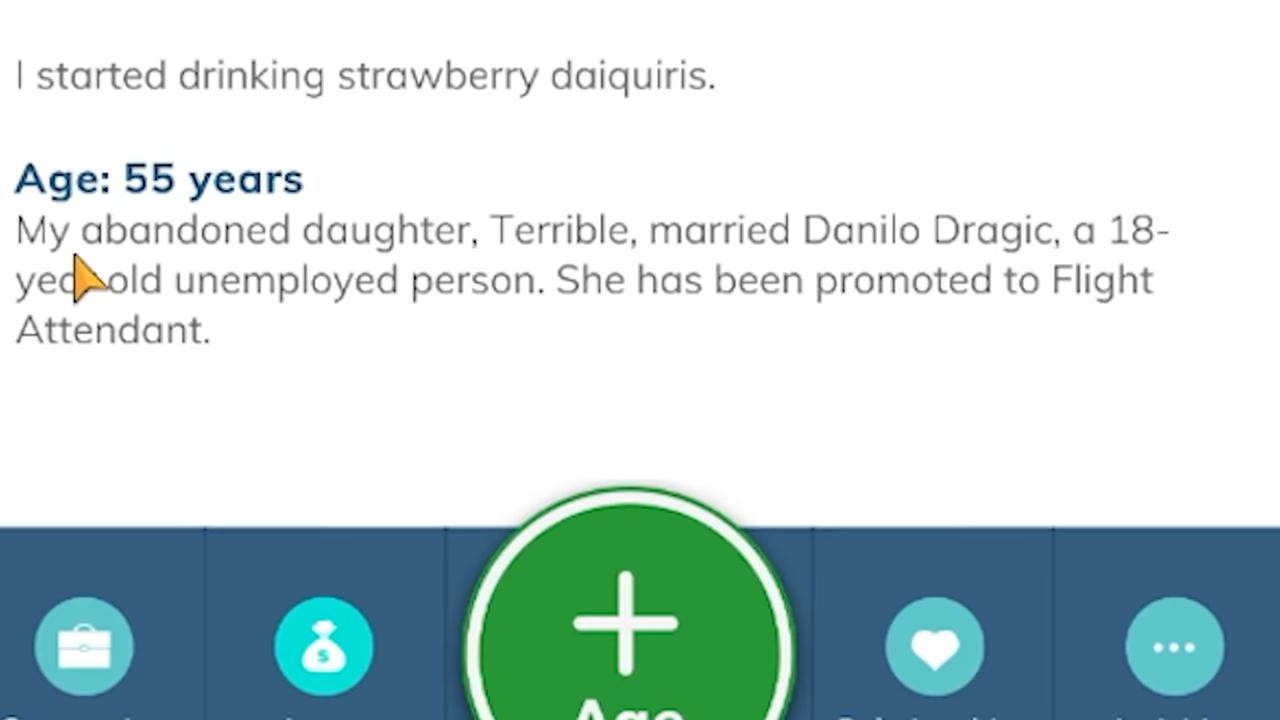 I started drinking strawberry daiquiris.
Age: 55 years
My abandoned daughter, Terrible, married Danilo Dragic, a 18-
old unemployed person. She has been promoted to Flight
Attendant.
$
Age